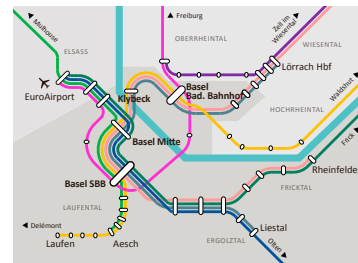 Mulhouse
Freiburg
ELSASS
OBERRHEINTAL
Zell im
Wiesental
WIESENTAL
Lörrach Hbf
EuroAirport
Klybeck
Basel
Bad. Bahnhof
Waldshut
HOCHRHEINTAL
Basel Mitte
Frick
Basel SBB
Rheinfelden
FRICKTAL
LAUFENTAL
Delémont
Laufen
Aesch
ERGOLZTAL
Liestal
Olten